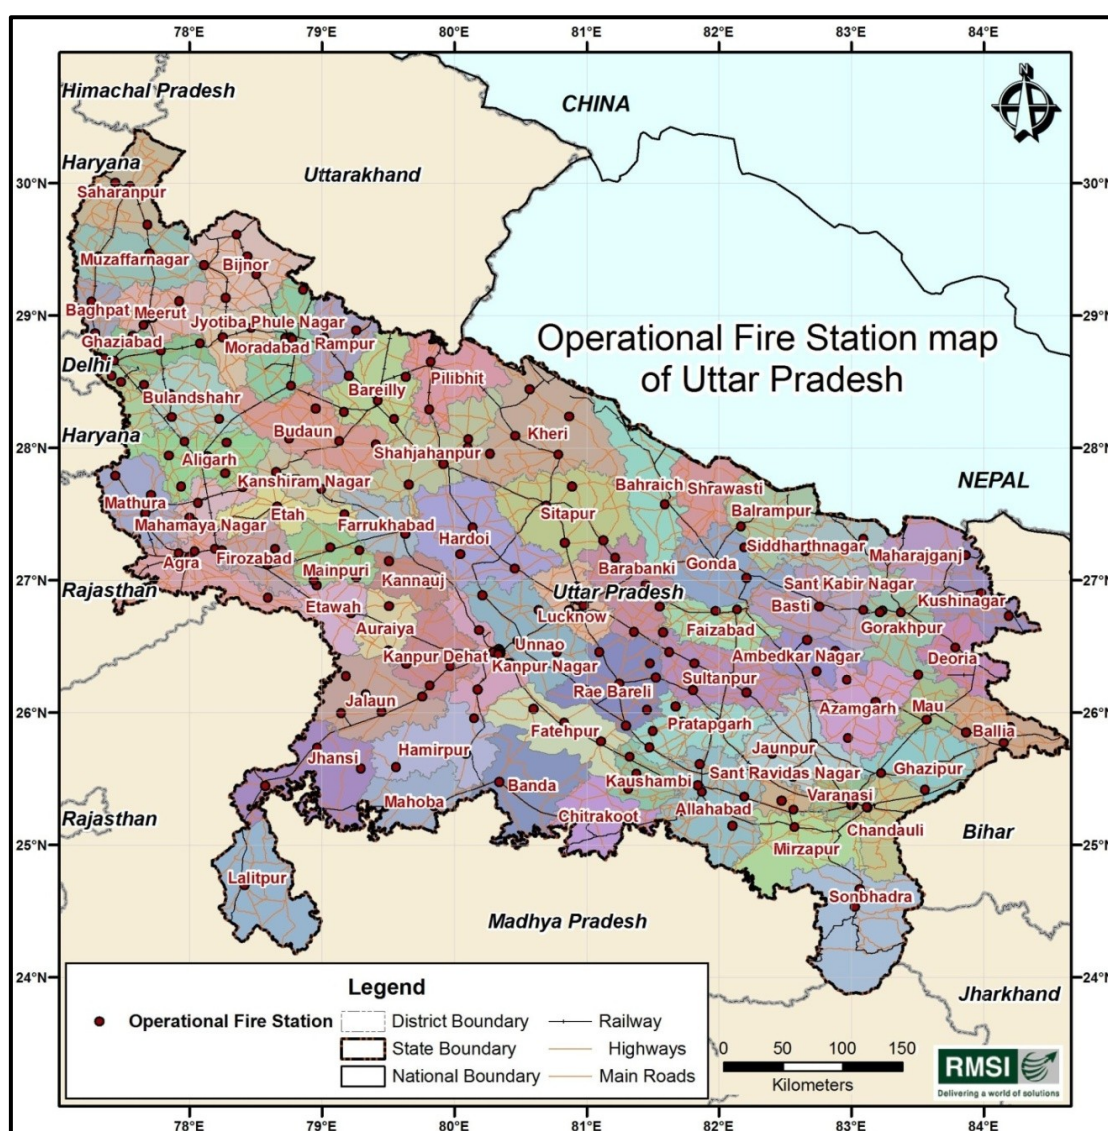 78°E 79°E 80°E 81°E 82°E 83°E 84°E
Himachal Pradesh
CHINA
N
Haryana
Uttarakhand
30°N
30°N
Saharanpur
Muzaffarnagar
Bijnor
29°N
29°N
Baghpat
Meerut
Jyotiba Phule Nagar
Ghaziabad
Moradabad
Rampur
Operational Fire Station map
of Uttar Pradesh
Delhi
Bareilly
Pilibhit
Bulandshahr
Haryana
Budaun
Kheri
28°N
28°N
Shahjahanpur
Aligarh
Kanshiram Nagar
Bahraich
Shrawasti
NEPAL
Mathura
Etah
Sitapur
Balrampur
Mahamaya Nagar
Farrukhabad
Hardoi
Siddharthnagar
Maharajganj
Agra
Firozabad
Mainpuri
Barabanki
Gonda
27°N
27°N
Rajasthan
Kannauj
Uttar Pradesh
Sant Kabir Nagar
Kushinagar
Etawah
Lucknow
Basti
Auraiya
Faizabad
Gorakhpur
Unnao
Kanpur Dehat
Kanpur Nagar
Ambedkar Nagar
Deoria
Rae Bareli
Sultanpur
Jalaun
Azamgarh
Mau
26°N
26°N
Fatehpur
Pratapgarh
Ballia
Jhansi
Hamirpur
Jaunpur
Banda
Kaushambi
Sant Ravidas Nagar
Ghazipur
Mahoba
Varanasi
Rajasthan
Chitrakoot
Allahabad
Chandauli
Bihar
25°N
25°N
Mirzapur
Lalitpur
Sonbhadra
Madhya Pradesh
24°N
24°N
Jharkhand
Legend
Operational Fire Station
District Boundary
Railway
State Boundary
Highways
National Boundary
Main Roads
0 50 100 150
Kilometers
RMSI
Delivering a world of solutions
78°E 79°E 80°E 81°E 82°E 83°E 84°E